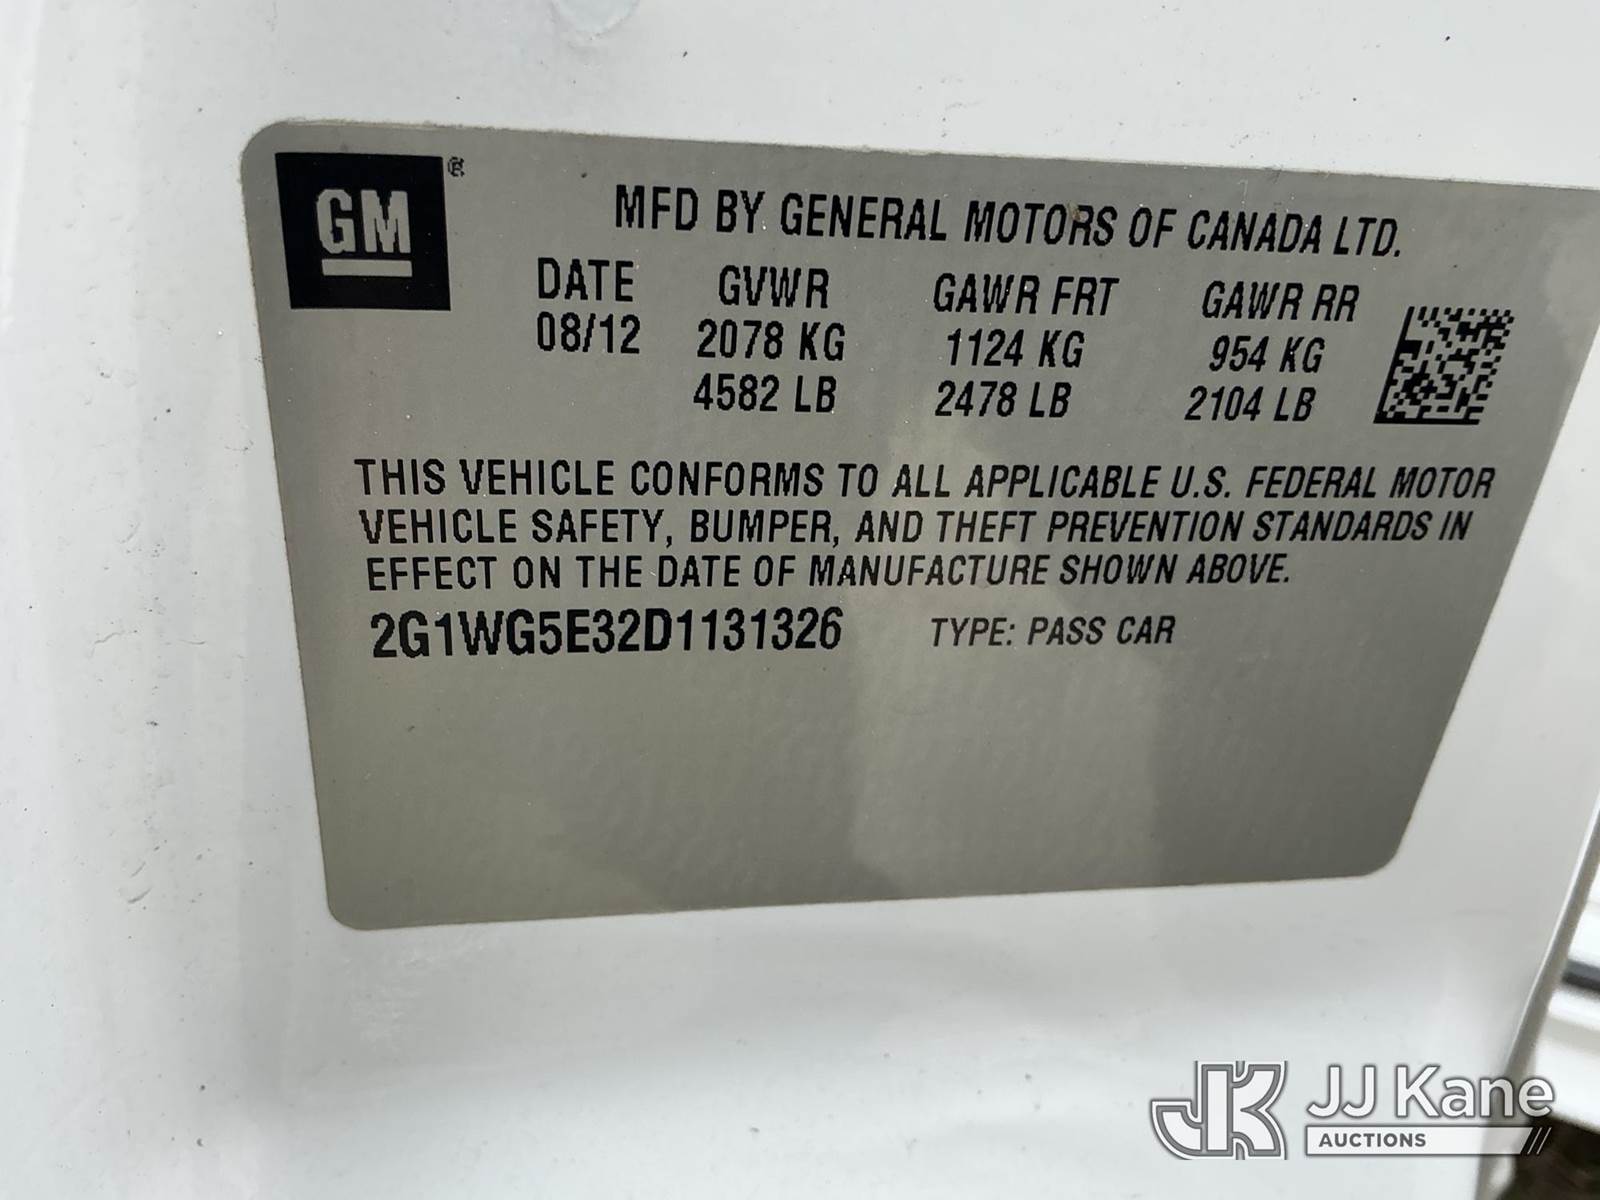 GM®
MFD BY GENERAL MOTORS OF CANADA LTD.
DATE GVWR GAWR FRT GAWR RR
08/12 2078 KG 1124 KG 954 KG
4582 LB 2478 LB 2104 LB
THIS VEHICLE CONFORMS TO ALL APPLICABLE U.S. FEDERAL MOTOR
VEHICLE SAFETY, BUMPER, AND THEFT PREVENTION STANDARDS IN
EFFECT ON THE DATE OF MANUFACTURE SHOWN ABOVE.
2G1WG5E32D1131326 TYPE: PASS CAR
JK JJ Kane
AUCTIONS